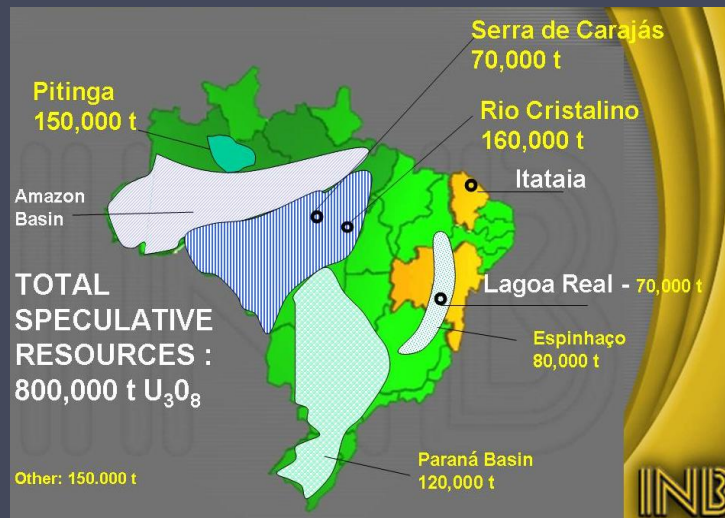 Serra de Carajás
70,000 t
Pitinga
150,000 t
Rio Cristalino
160,000 t
Itataia
Amazon
Basin
Lagoa Real - 70,000 t
TOTAL
SPECULATIVE
RESOURCES :
800,000 t U₃0₈
Espinhaço
80,000 t
Paraná Basin
120,000 t
Other: 150.000 t
INB